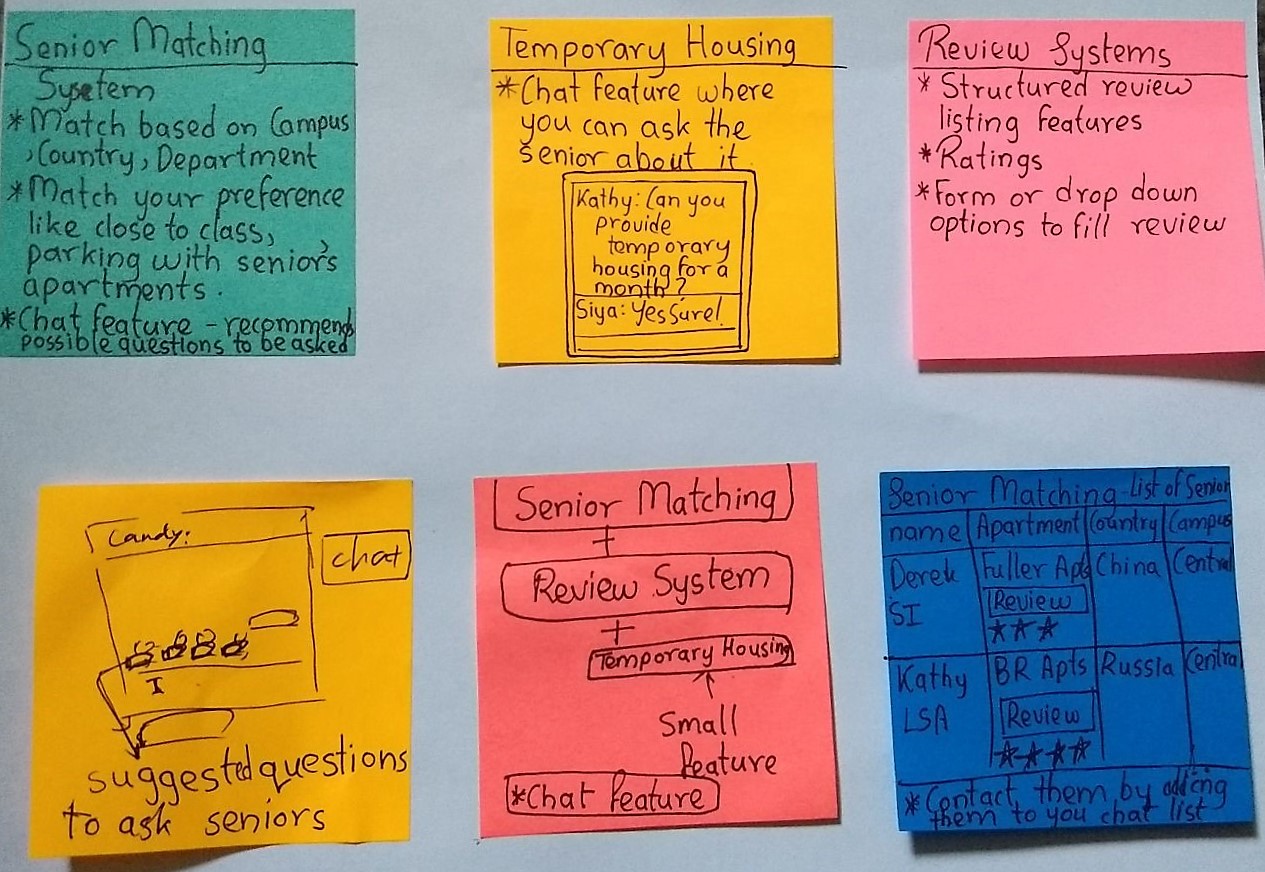 Senior Matching
System
*Match based on Campus
,Country, Department
*Match your preference
like close to class,
parking with senior's
apartments.
*Chat feature - recommends
possible questions to be asked
Temporary Housing
*Chat feature where
you can ask the
senior about it.
Kathy: Can you
provide
temporary
housing for a
month?
Siya: Yes Sure!
Review Systems
* Structured review
listing features
*Ratings
*Form or drop down
options to fill review
Candy:
chat
I
suggested questions
to ask seniors
Senior Matching
+
Review System
+
Temporary Housing
↑
Small
feature
*Chat feature
Senior Matching-List of Senior
name Apartment Country Campus
Derek Fuller Apts China Central
SI Review
★★★
Kathy BR Apts Russia Centra
LSA Review
★★★★
* Contact them by adding
them to you chat list